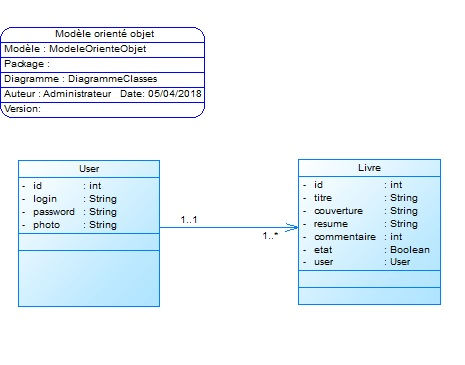 Modèle orienté objet
Modèle : ModeleOrienteObjet
Package :
Diagramme : DiagrammeClasses
Auteur : Administrateur Date: 05/04/2018
Version:
User
- id : int
- login : String
- password : String
- photo : String
1..1
1..*
Livre
- id : int
- titre : String
- couverture : String
- resume : String
- commentaire : int
- etat : Boolean
- user : User